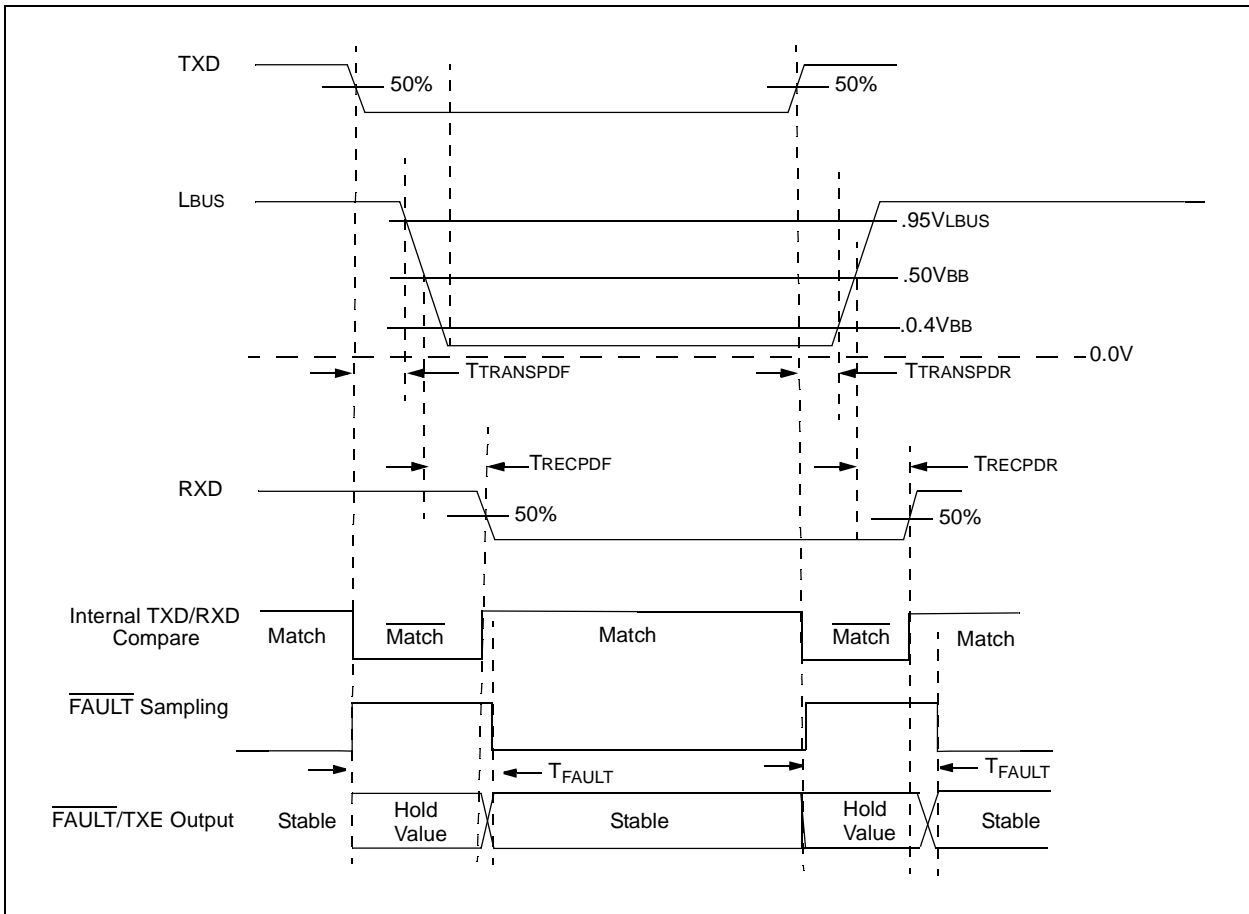 TXD
50%
50%
LBUS
.95VLBUS
.50VBB
.0.4VBB
0.0V
TTRANSPDF
TTRANSPDR
TRECPDF
TRECPDR
RXD
50%
50%
Internal TXD/RXD
Compare
Match
Match
Match
Match
Match
FAULT Sampling
TFAULT
TFAULT
FAULT/TXE Output
Stable
Hold
Value
Stable
Hold
Value
Stable